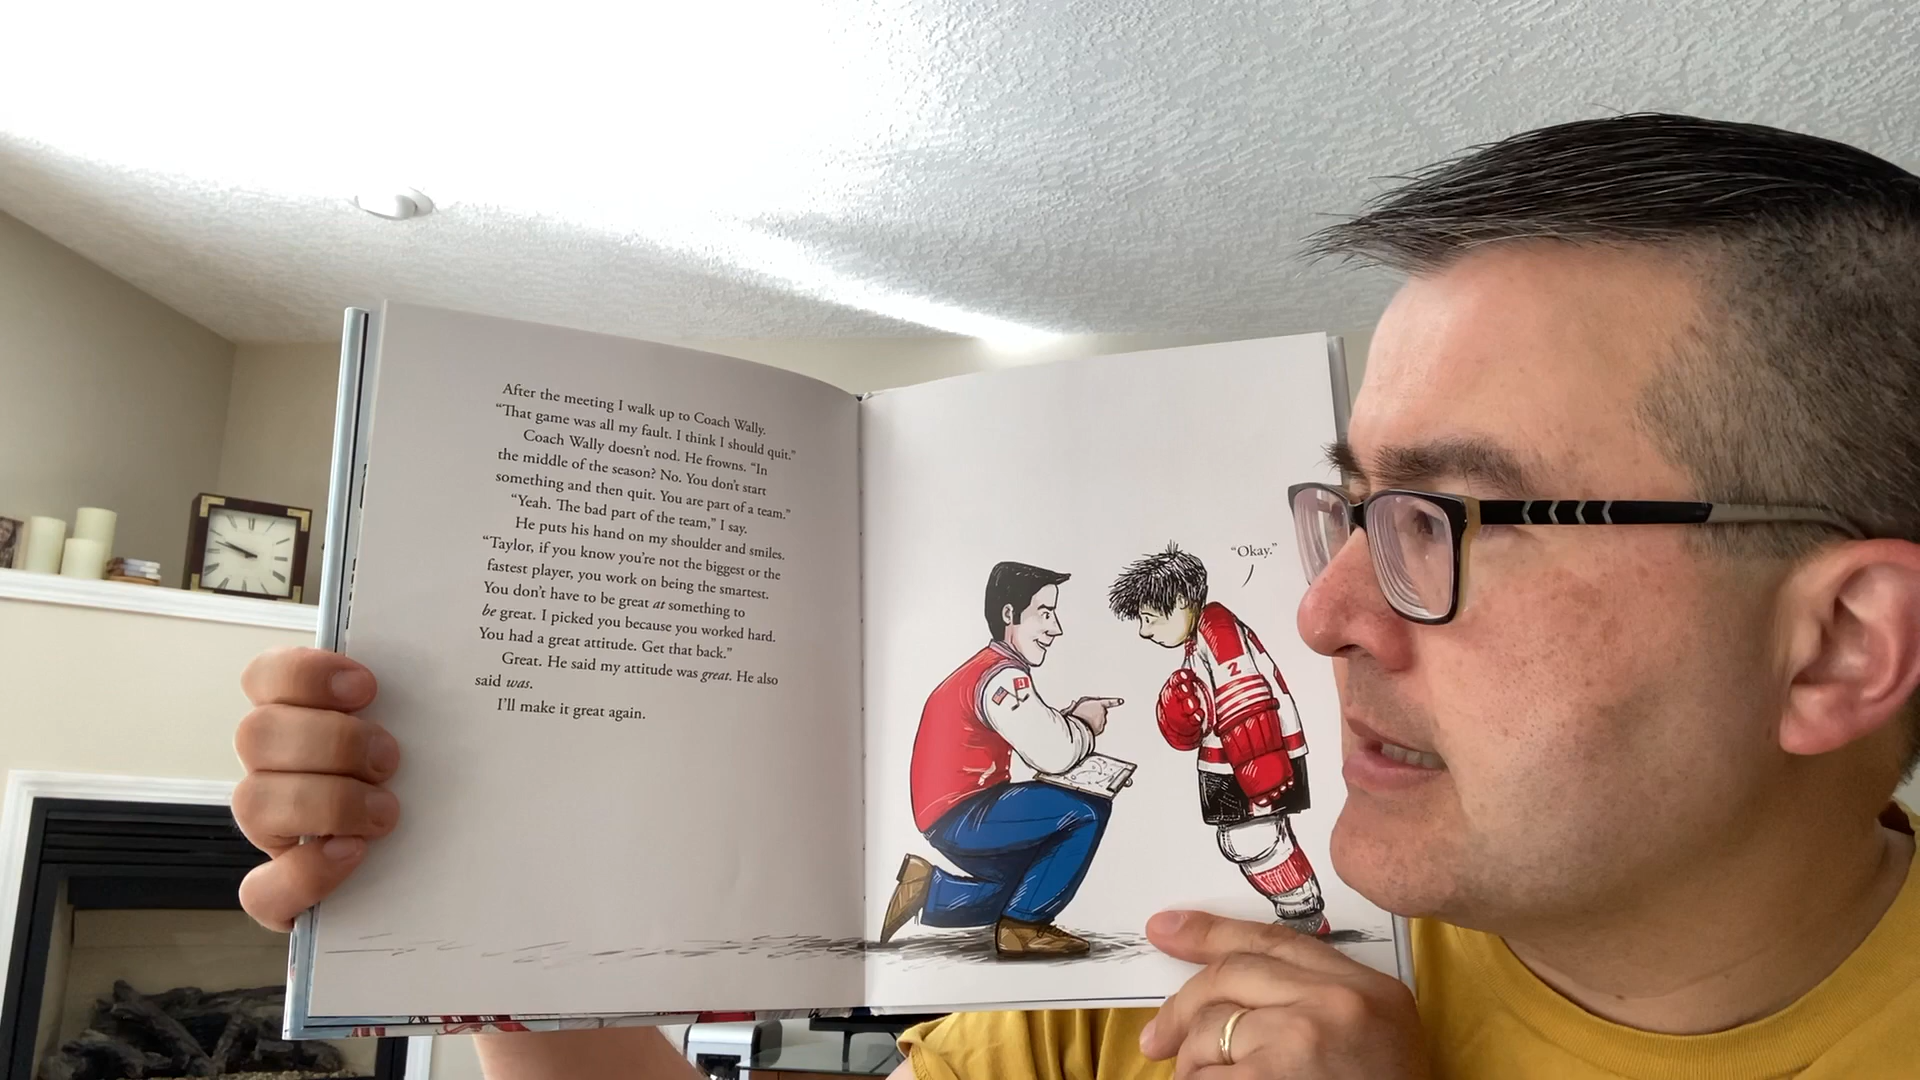 After the meeting I walk up to Coach Wally.
“That game was all my fault. I think I should quit.”
Coach Wally doesn’t nod. He frowns. “In
the middle of the season? No. You don’t start
something and then quit. You are part of a team.”
“Yeah. The bad part of the team,” I say.
He puts his hand on my shoulder and smiles.
“Taylor, if you know you’re not the biggest or the
fastest player, you work on being the smartest.
You don’t have to be great at something to
be great. I picked you because you worked hard.
You had a great attitude. Get that back.”
Great. He said my attitude was great. He also
said was.
I’ll make it great again.
“Okay.”
2